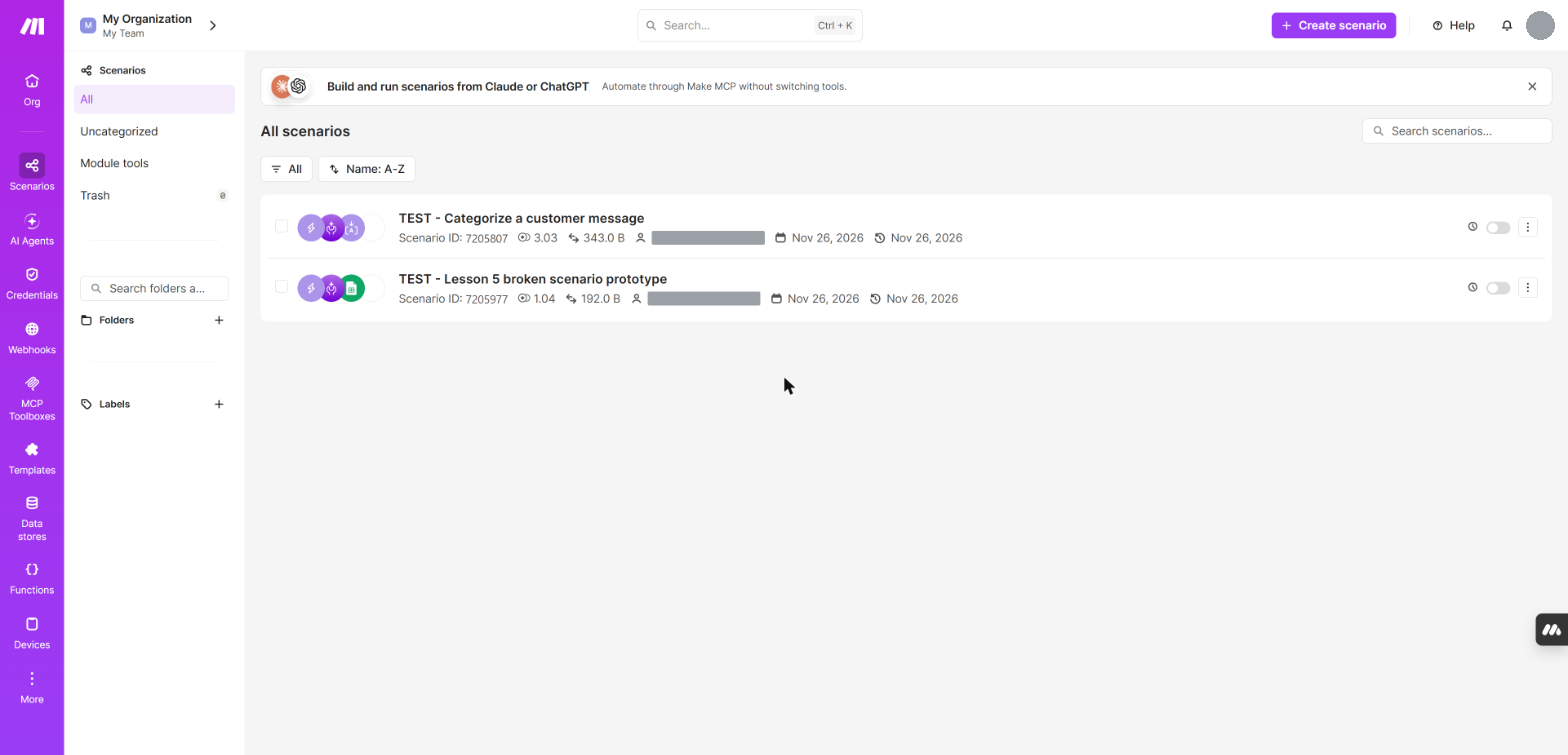 M
My Organization
My Team
Search...
Ctrl + K
+ Create scenario
Help
Org
Scenarios
AI Agents
Credentials
Webhooks
MCP
Toolboxes
Templates
Data
stores
Functions
Devices
More
Scenarios
All
Uncategorized
Module tools
Trash
0
Search folders a...
Folders
Labels
Build and run scenarios from Claude or ChatGPT Automate through Make MCP without switching tools.
All scenarios
Search scenarios...
All
Name: A-Z
TEST - Categorize a customer message
Scenario ID: 7205807 3.03 343.0 B Nov 26, 2026 Nov 26, 2026
TEST - Lesson 5 broken scenario prototype
Scenario ID: 7205977 1.04 192.0 B Nov 26, 2026 Nov 26, 2026